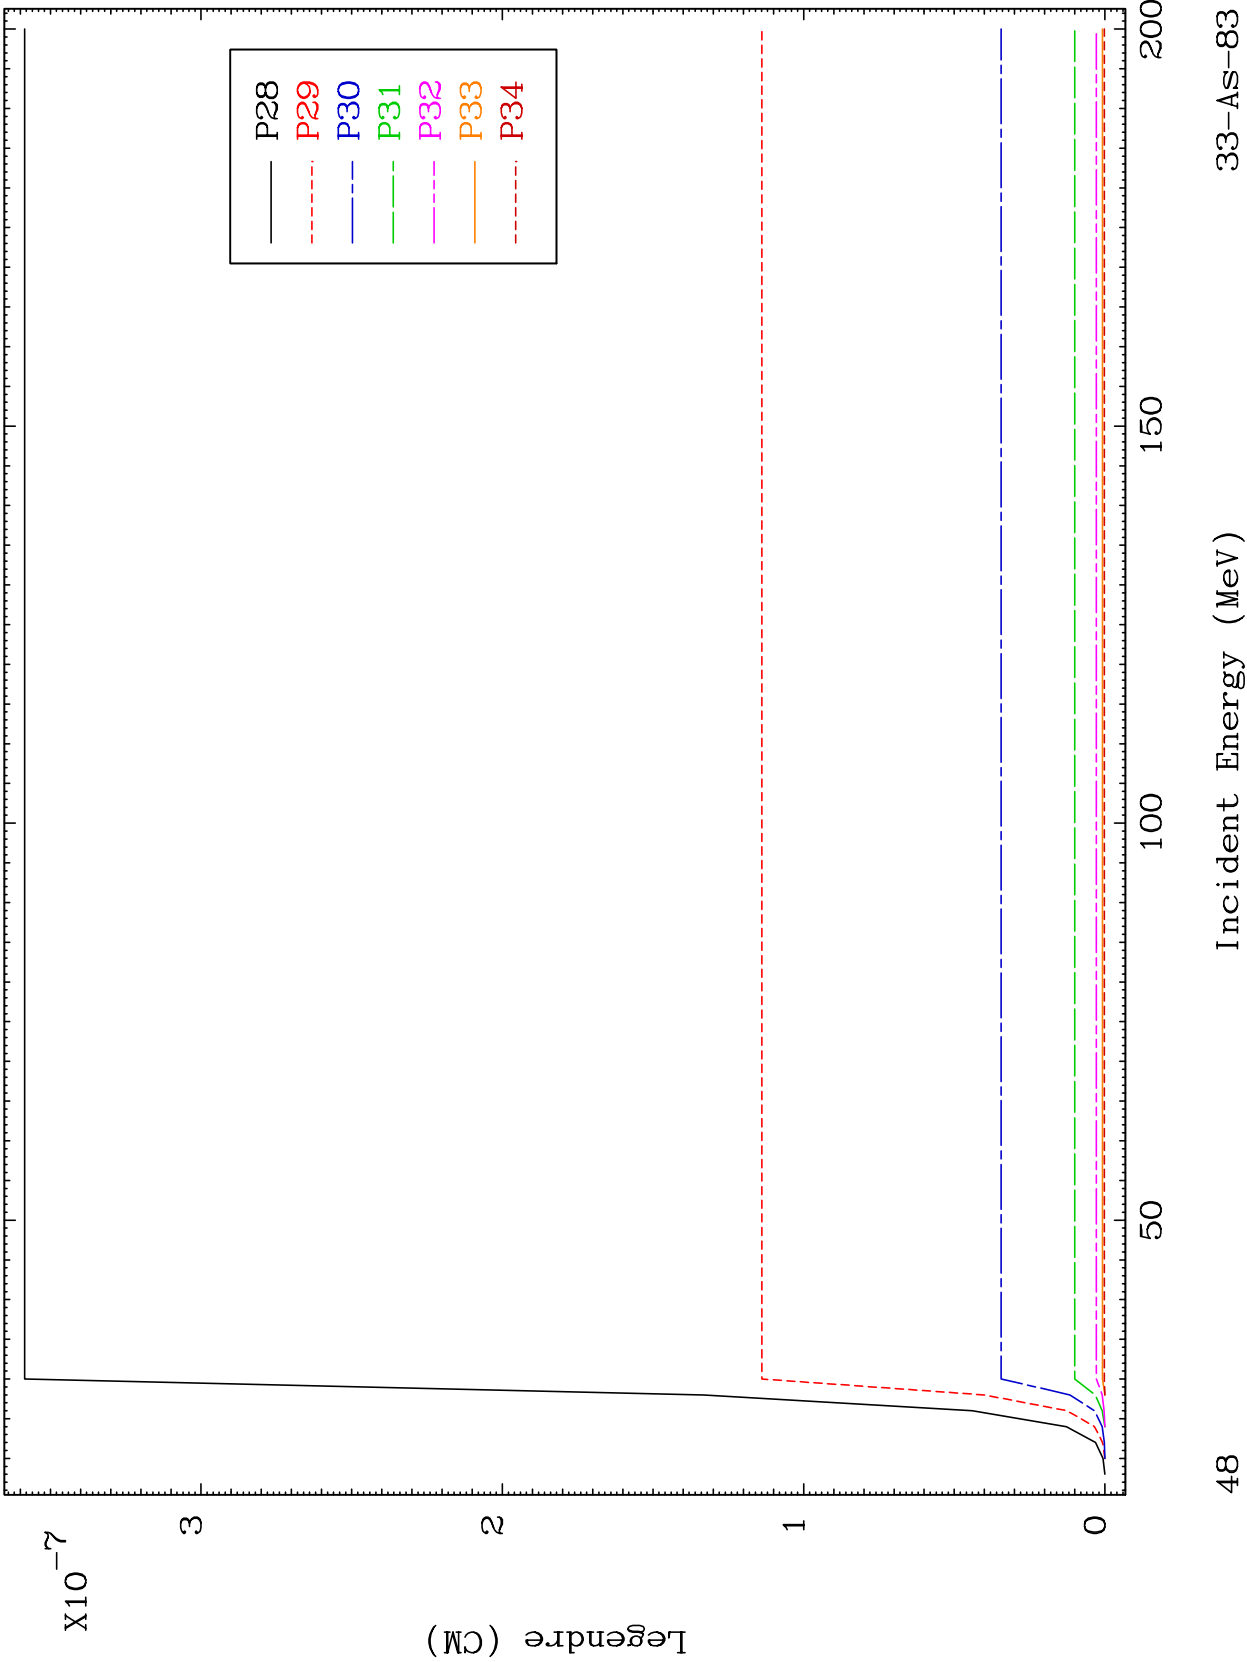 X10-7
Legendre (CM)
3
2
1
0
P28
P29
P30
P31
P32
P33
P34
50
100
150
200
Incident Energy (MeV)
48
33-As-83